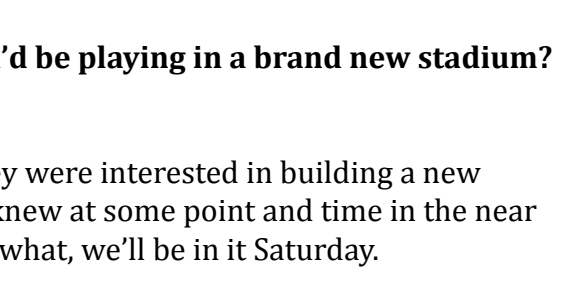 ’d be playing in a brand new stadium?
were interested in building a new
knew at some point and time in the near
what, we’ll be in it Saturday.